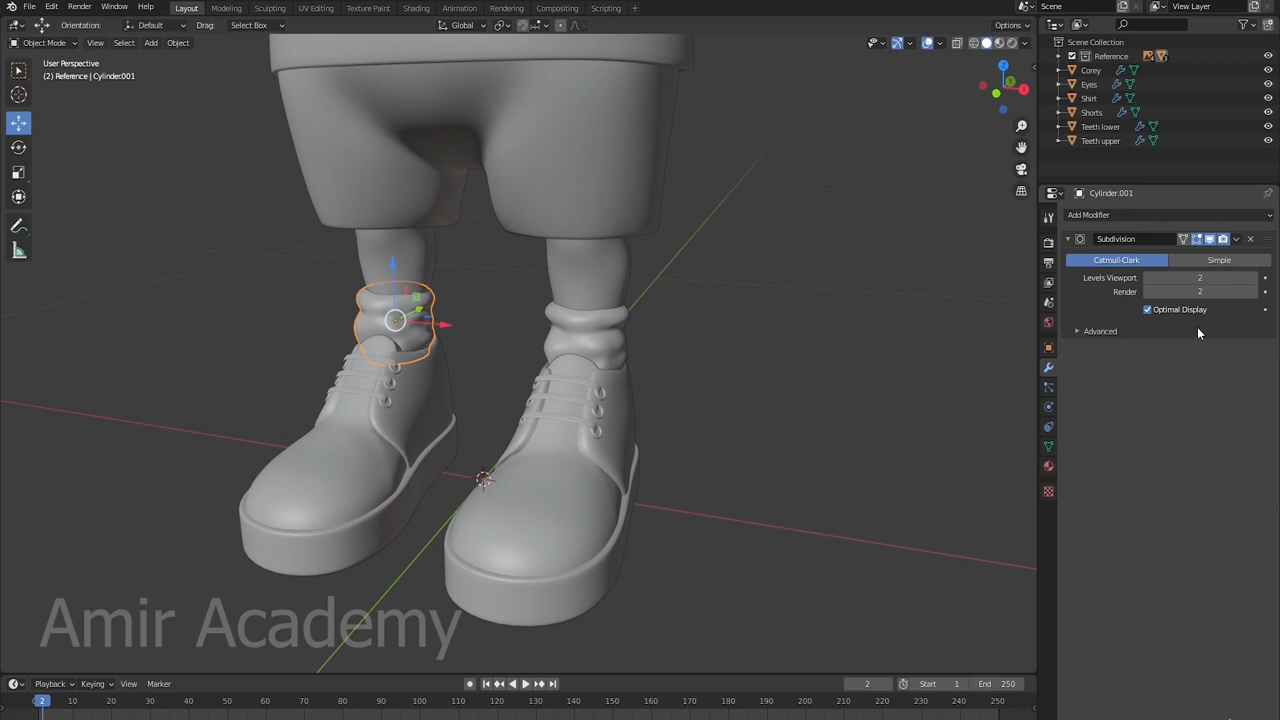 File Edit Render Window Help Layout Modeling Sculpting UV Editing Texture Paint Shading Animation Rendering Compositing Scripting Scene View Layer
Orientation: Default Drag: Select Box Global Options
Object Mode View Select Add Object
User Perspective
(2) Reference | Cylinder.001
Scene Collection
Reference
Corey
Eyes
Shirt
Shorts
Teeth lower
Teeth upper
Cylinder.001
Add Modifier
Subdivision
Catmull-Clark Simple
Levels Viewport 2
Render 2
Optimal Display
Advanced
Z
X
Y
Amir Academy
Playback Keying View Marker 2 Start 1 End 250
0 2 10 20 30 40 50 60 70 80 90 100 110 120 130 140 150 160 170 180 190 200 210 220 230 240 250